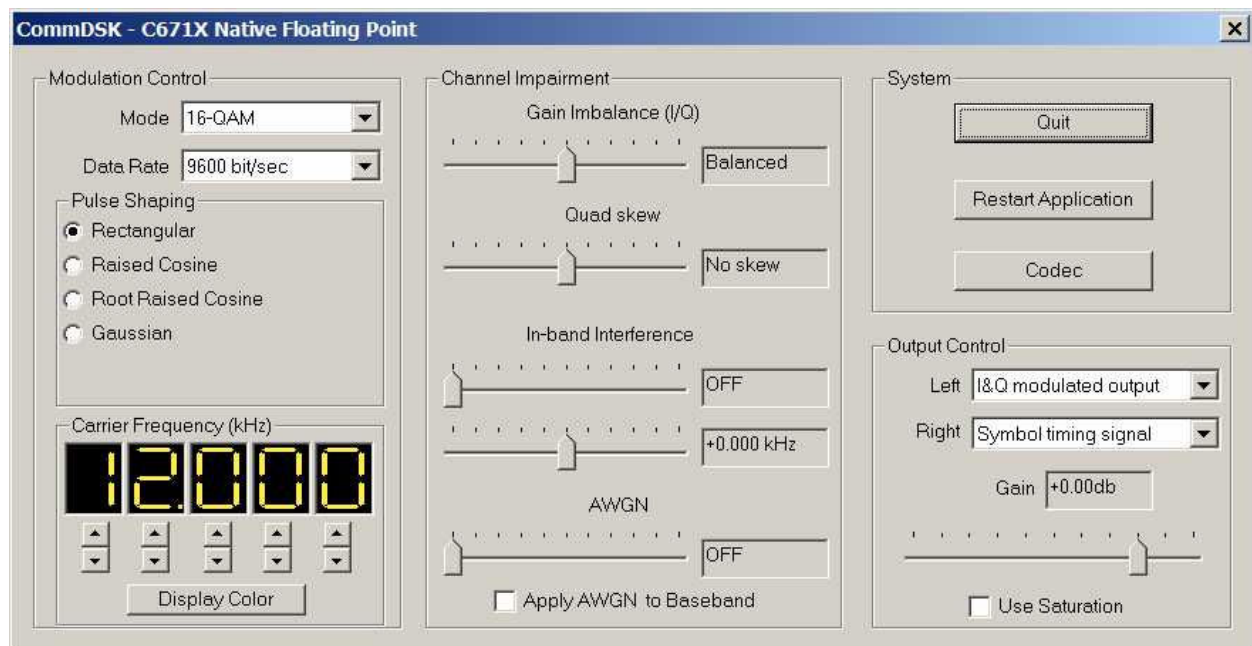 CommDSK - C671X Native Floating Point
Modulation Control
Mode 16-QAM
Data Rate 9600 bit/sec
Pulse Shaping
Rectangular
Raised Cosine
Root Raised Cosine
Gaussian
Carrier Frequency (kHz)
12.000
Display Color
Channel Impairment
Gain Imbalance (I/Q)
Balanced
Quad skew
No skew
In-band Interference
OFF
+0.000 kHz
AWGN
OFF
Apply AWGN to Baseband
System
Quit
Restart Application
Codec
Output Control
Left I&Q modulated output
Right Symbol timing signal
Gain +0.00db
Use Saturation